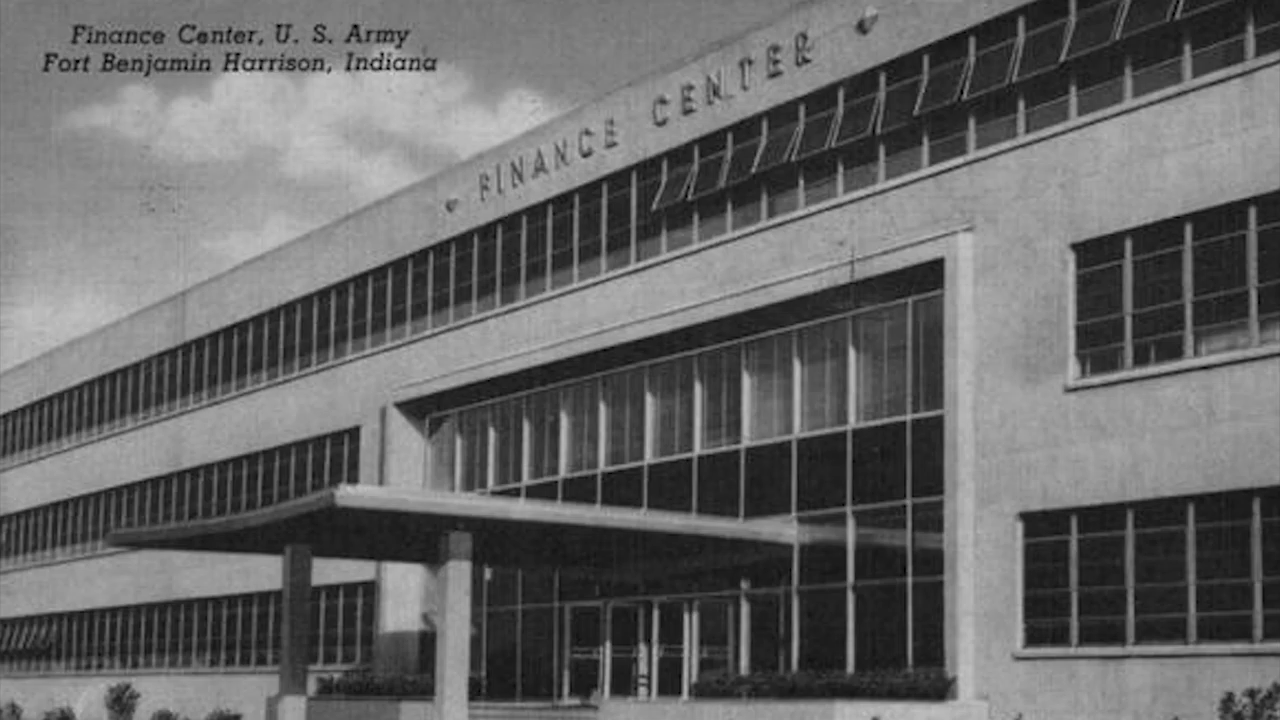 Finance Center, U. S. Army
Fort Benjamin Harrison, Indiana
FINANCE CENTER